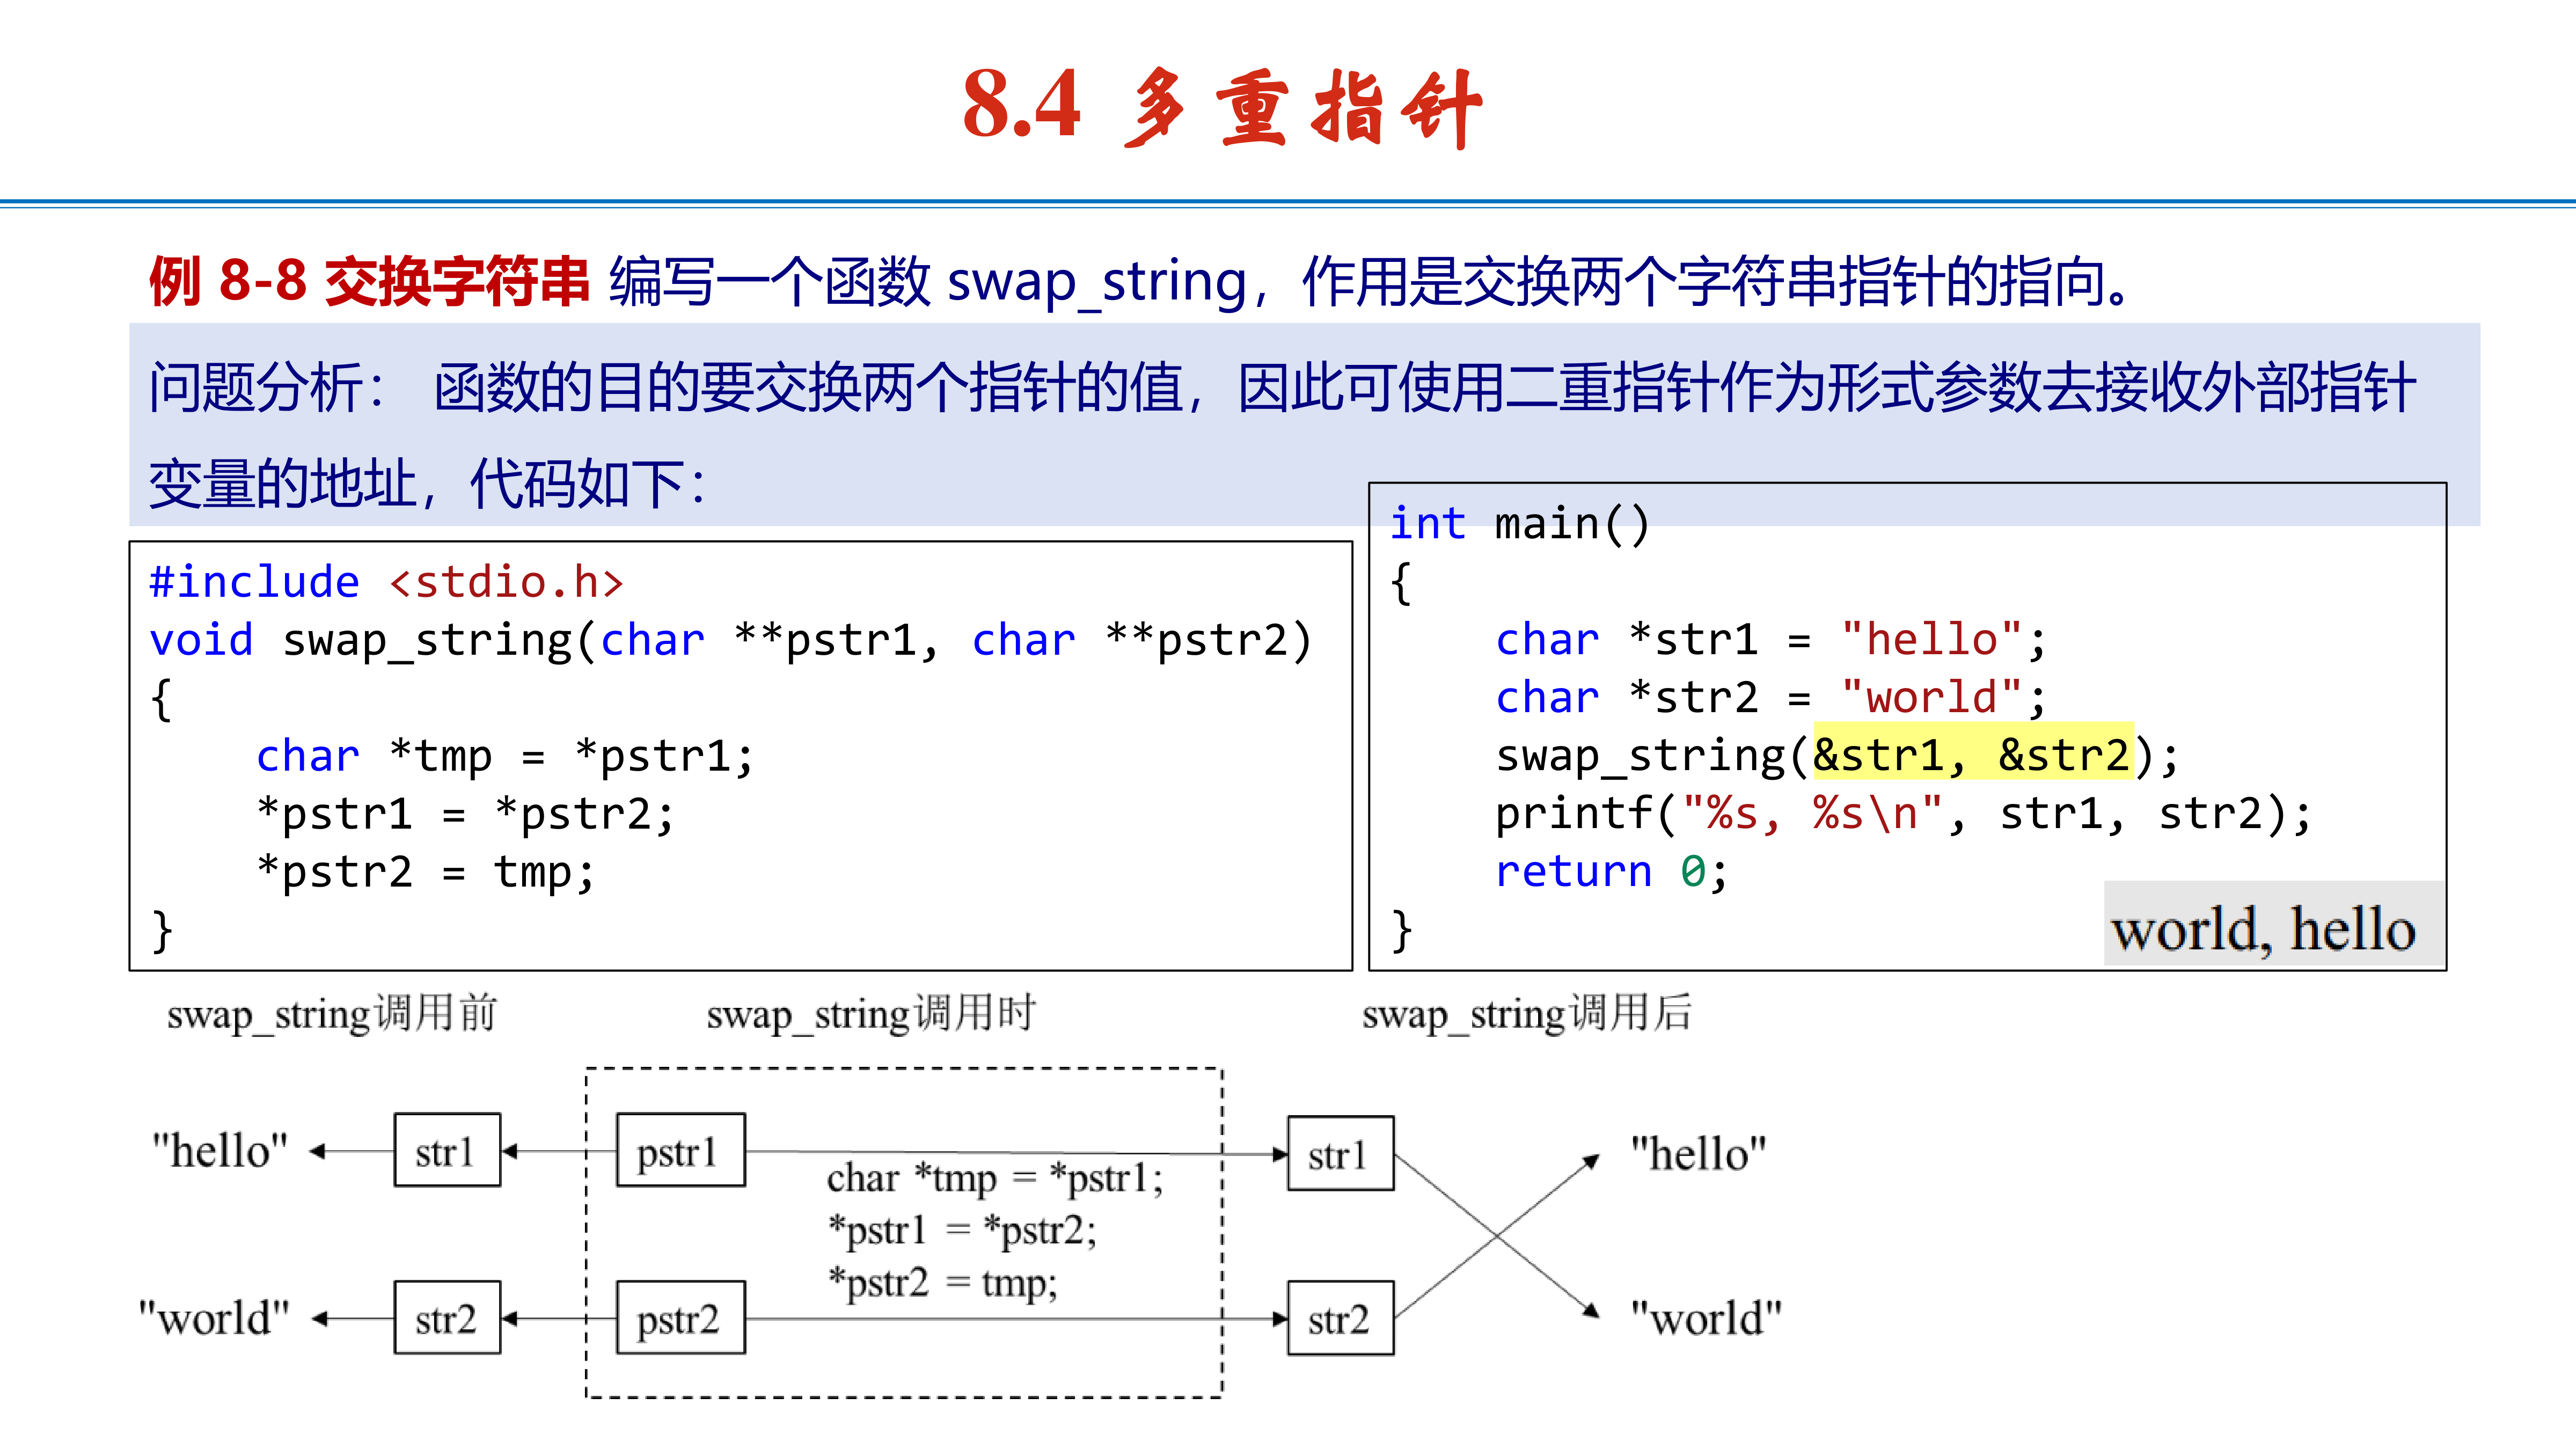 8.4 多重指针
例 8-8 交换字符串 编写一个函数 swap_string，作用是交换两个字符串指针的指向。
问题分析： 函数的目的要交换两个指针的值，因此可使用二重指针作为形式参数去接收外部指针
变量的地址，代码如下：
#include <stdio.h>
void swap_string(char **pstr1, char **pstr2)
{
    char *tmp = *pstr1;
    *pstr1 = *pstr2;
    *pstr2 = tmp;
}
int main()
{
    char *str1 = "hello";
    char *str2 = "world";
    swap_string(&str1, &str2);
    printf("%s, %s\n", str1, str2);
    return 0;
}
world, hello
swap_string调用前
swap_string调用时
swap_string调用后
"hello"
str1
pstr1
char *tmp = *pstr1;
*pstr1 = *pstr2;
*pstr2 = tmp;
str1
"hello"
"world"
str2
pstr2
str2
"world"